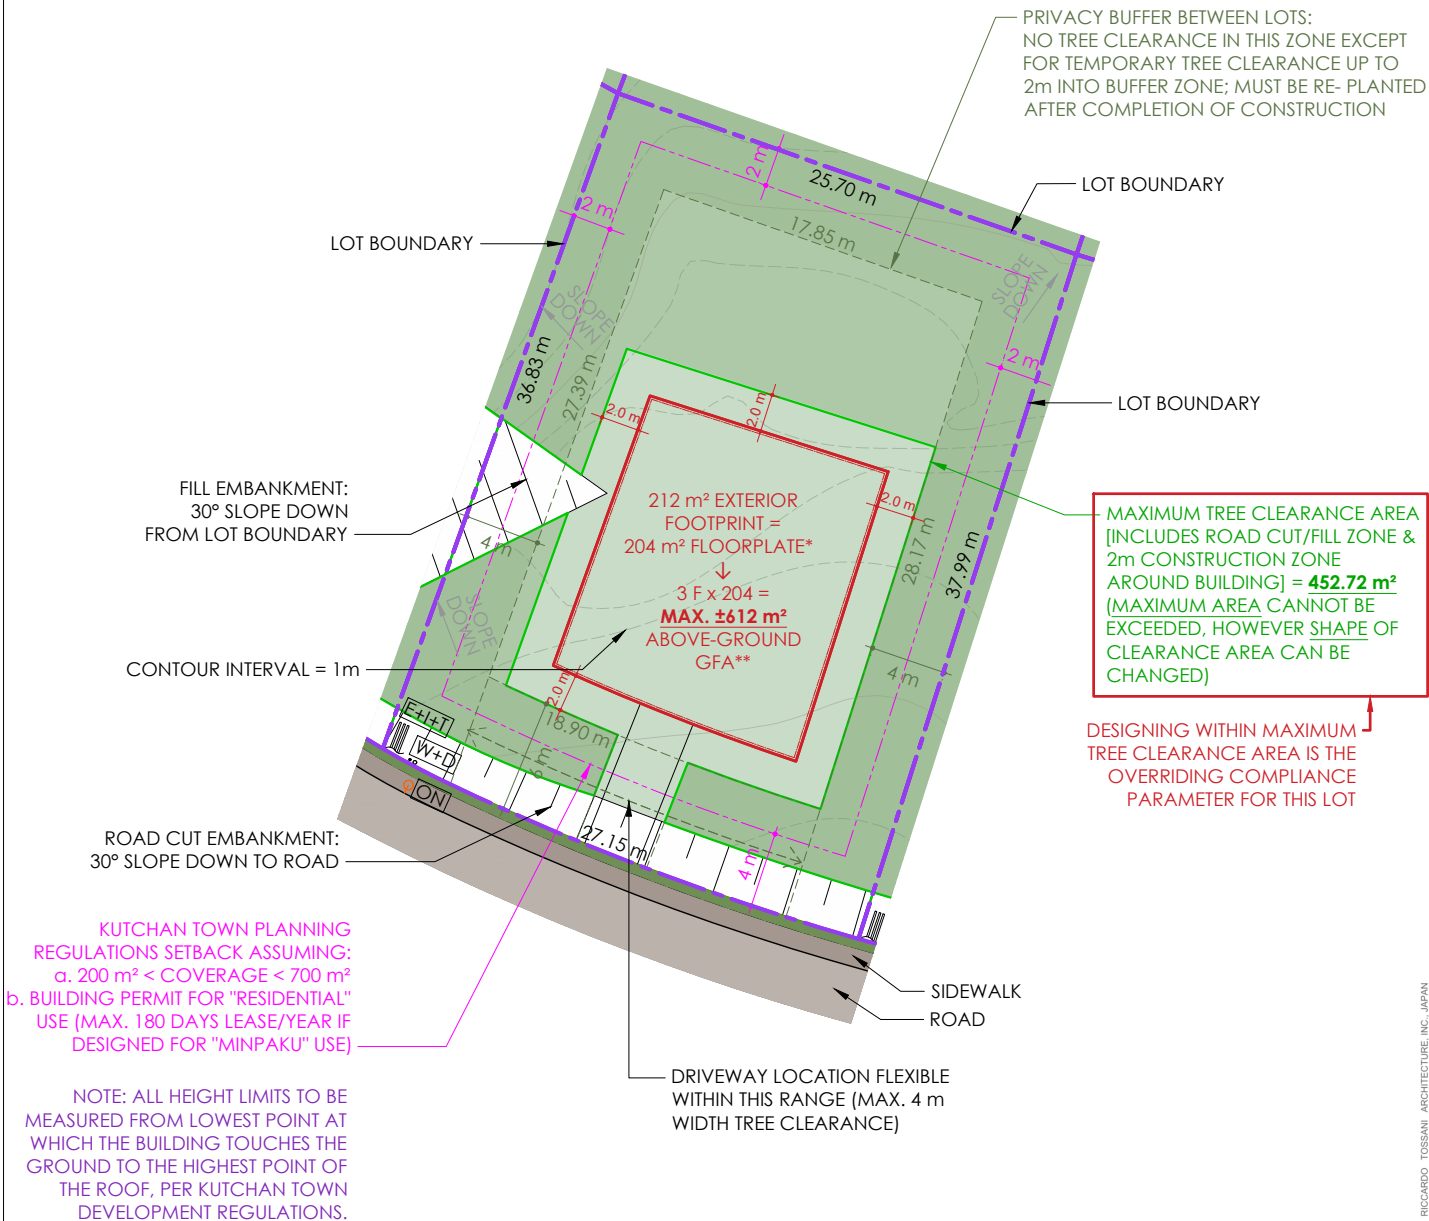 PRIVACY BUFFER BETWEEN LOTS:
NO TREE CLEARANCE IN THIS ZONE EXCEPT
FOR TEMPORARY TREE CLEARANCE UP TO
2m INTO BUFFER ZONE; MUST BE RE- PLANTED
AFTER COMPLETION OF CONSTRUCTION
LOT BOUNDARY
2 m
25.70 m
17.85 m
2 m
LOT BOUNDARY
SLOPE
DOWN
SLOPE
DOWN
36.83 m
27.39 m
2 m
LOT BOUNDARY
2.0 m
2.0 m
2.0 m
FILL EMBANKMENT:
30° SLOPE DOWN
FROM LOT BOUNDARY
4 m
212 m² EXTERIOR
FOOTPRINT =
204 m² FLOORPLATE*
↓
3 F x 204 =
MAX. ±612 m²
ABOVE-GROUND
GFA**
28.17 m
37.99 m
MAXIMUM TREE CLEARANCE AREA
[INCLUDES ROAD CUT/FILL ZONE &
2m CONSTRUCTION ZONE
AROUND BUILDING] = 452.72 m²
(MAXIMUM AREA CANNOT BE
EXCEEDED, HOWEVER SHAPE OF
CLEARANCE AREA CAN BE
CHANGED)
SLOPE
DOWN
CONTOUR INTERVAL = 1m
4 m
2.0 m
18.90 m
DESIGNING WITHIN MAXIMUM
TREE CLEARANCE AREA IS THE
OVERRIDING COMPLIANCE
PARAMETER FOR THIS LOT
E+I+T
W+D
ON
ROAD CUT EMBANKMENT:
30° SLOPE DOWN TO ROAD
27.15 m
4 m
KUTCHAN TOWN PLANNING
REGULATIONS SETBACK ASSUMING:
a. 200 m² < COVERAGE < 700 m²
b. BUILDING PERMIT FOR "RESIDENTIAL"
USE (MAX. 180 DAYS LEASE/YEAR IF
DESIGNED FOR "MINPAKU" USE)
SIDEWALK
ROAD
DRIVEWAY LOCATION FLEXIBLE
WITHIN THIS RANGE (MAX. 4 m
WIDTH TREE CLEARANCE)
NOTE: ALL HEIGHT LIMITS TO BE
MEASURED FROM LOWEST POINT AT
WHICH THE BUILDING TOUCHES THE
GROUND TO THE HIGHEST POINT OF
THE ROOF, PER KUTCHAN TOWN
DEVELOPMENT REGULATIONS.
RICCARDO TOSSANI ARCHITECTURE, INC., JAPAN